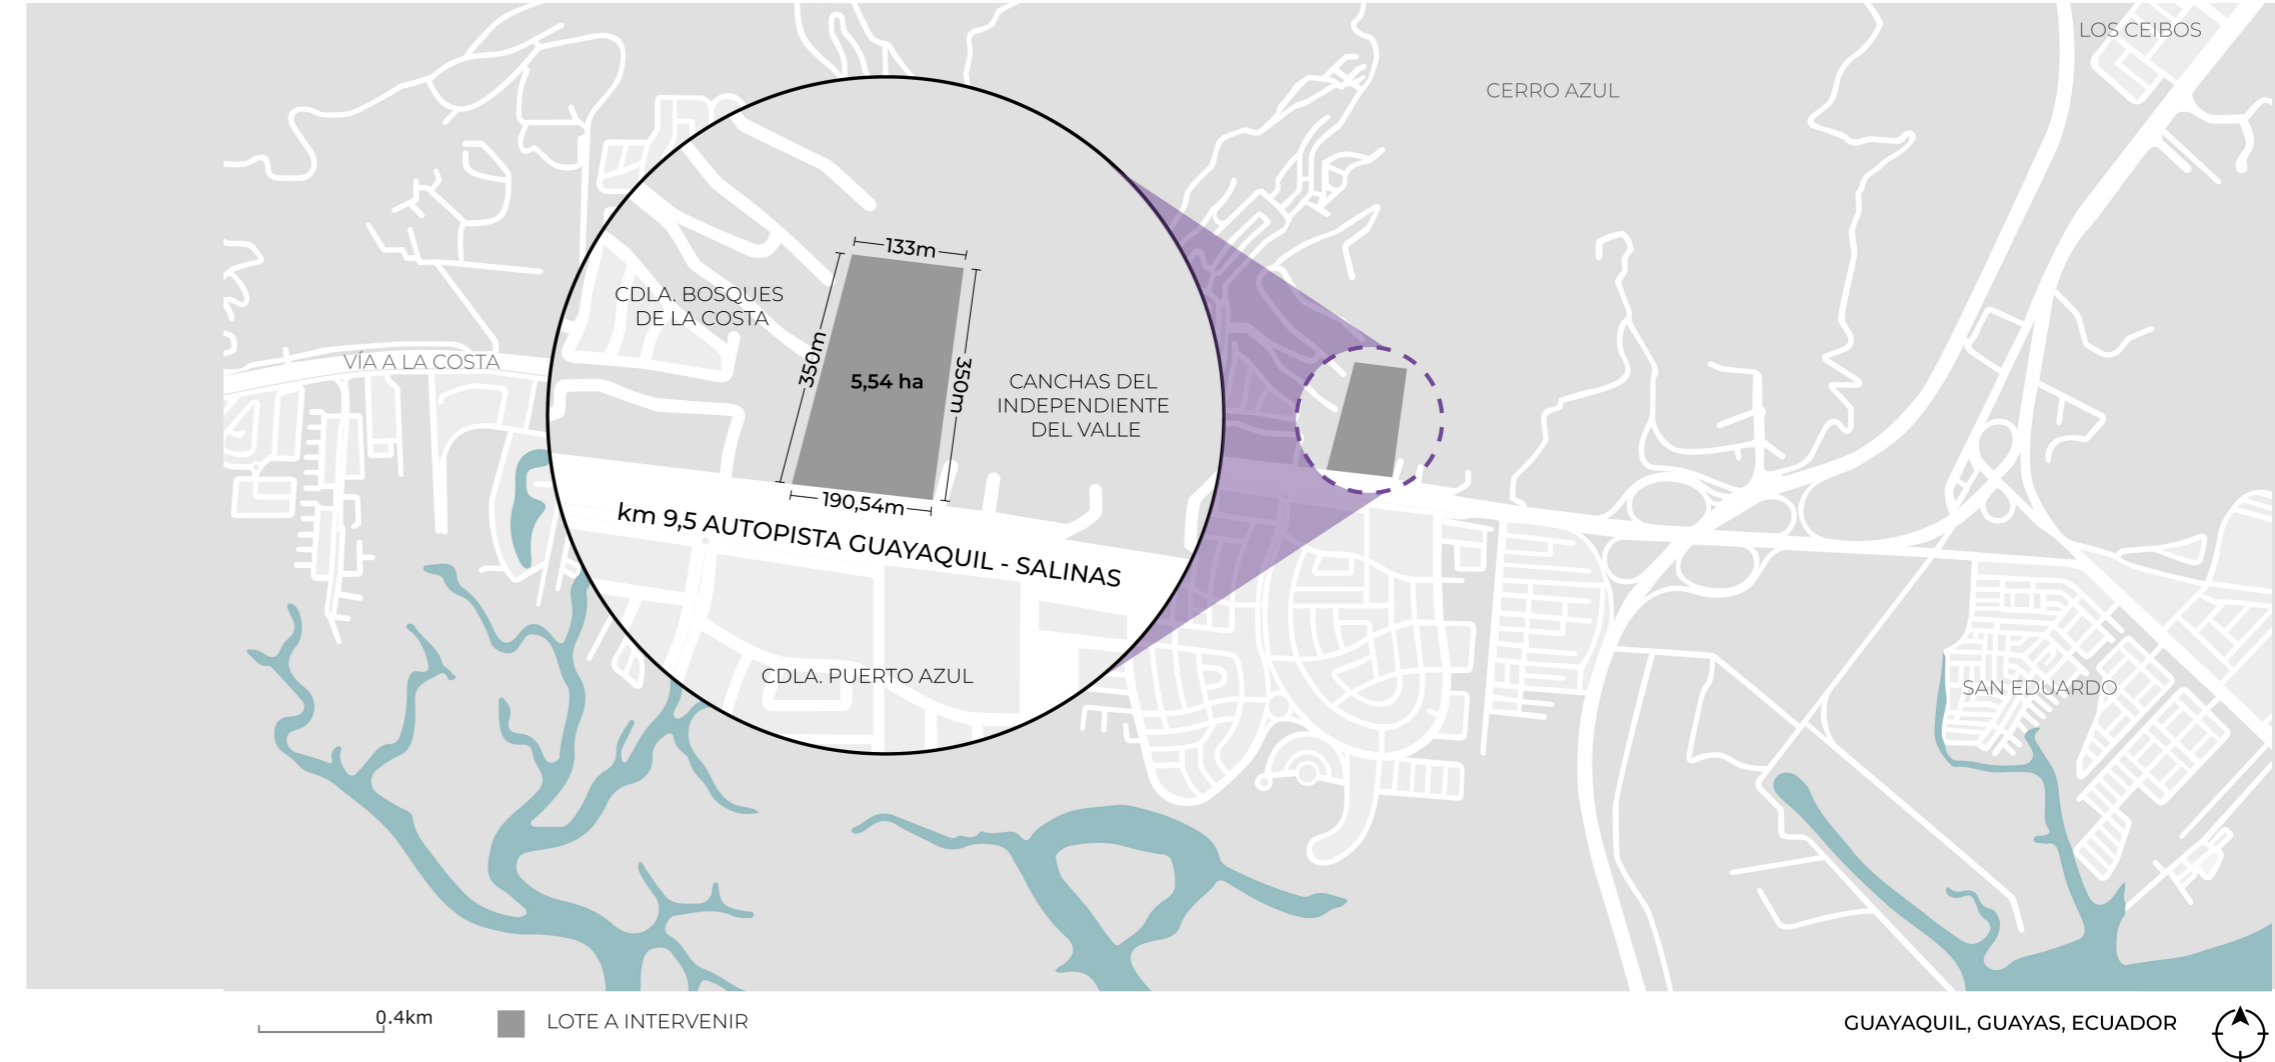 LOS CEIBOS
CERRO AZUL
133m
CDLA. BOSQUES
DE LA COSTA
350m
5,54 ha
350m
VÍA A LA COSTA
CANCHAS DEL
INDEPENDIENTE
DEL VALLE
190,54m
km 9,5 AUTOPISTA GUAYAQUIL - SALINAS
CDLA. PUERTO AZUL
SAN EDUARDO
0.4km
LOTE A INTERVENIR
GUAYAQUIL, GUAYAS, ECUADOR